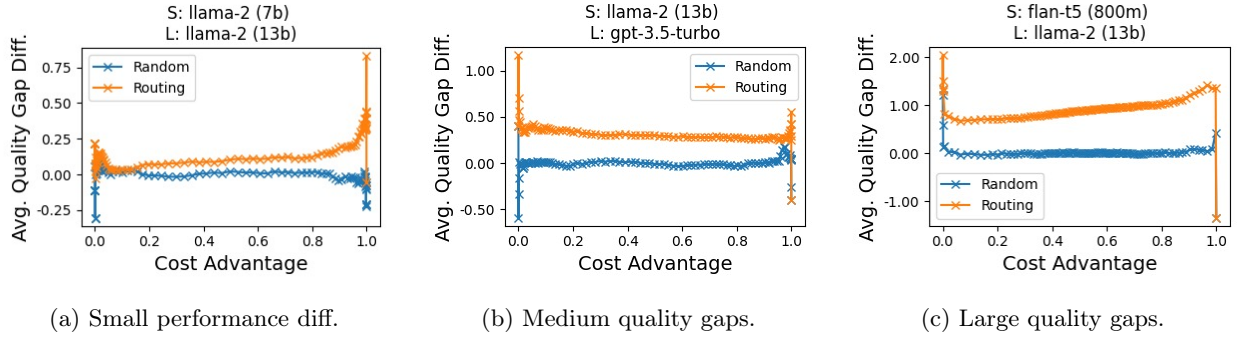 S: llama-2 (7b)
L: llama-2 (13b)
Avg. Quality Gap Diff.
0.75
0.50
0.25
0.00
-0.25
Random
Routing
0.0 0.2 0.4 0.6 0.8 1.0
Cost Advantage
(a) Small performance diff.
S: llama-2 (13b)
L: gpt-3.5-turbo
Avg. Quality Gap Diff.
1.00
0.50
0.00
-0.50
Random
Routing
0.0 0.2 0.4 0.6 0.8 1.0
Cost Advantage
(b) Medium quality gaps.
S: flan-t5 (800m)
L: llama-2 (13b)
Avg. Quality Gap Diff.
2.00
1.00
0.00
-1.00
Random
Routing
0.0 0.2 0.4 0.6 0.8 1.0
Cost Advantage
(c) Large quality gaps.